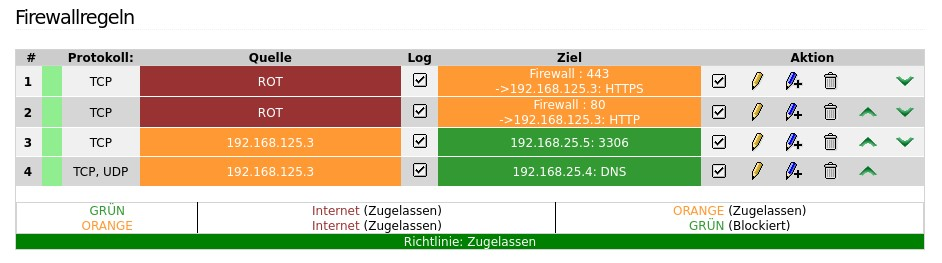 Firewallregeln
# Protokoll: Quelle Log Ziel Aktion
1 TCP ROT Firewall : 443
->192.168.125.3: HTTPS
2 TCP ROT Firewall : 80
->192.168.125.3: HTTP
3 TCP 192.168.125.3 192.168.25.5: 3306
4 TCP, UDP 192.168.125.3 192.168.25.4: DNS
GRÜN Internet (Zugelassen) ORANGE (Zugelassen)
ORANGE Internet (Zugelassen) GRÜN (Blockiert)
Richtlinie: Zugelassen